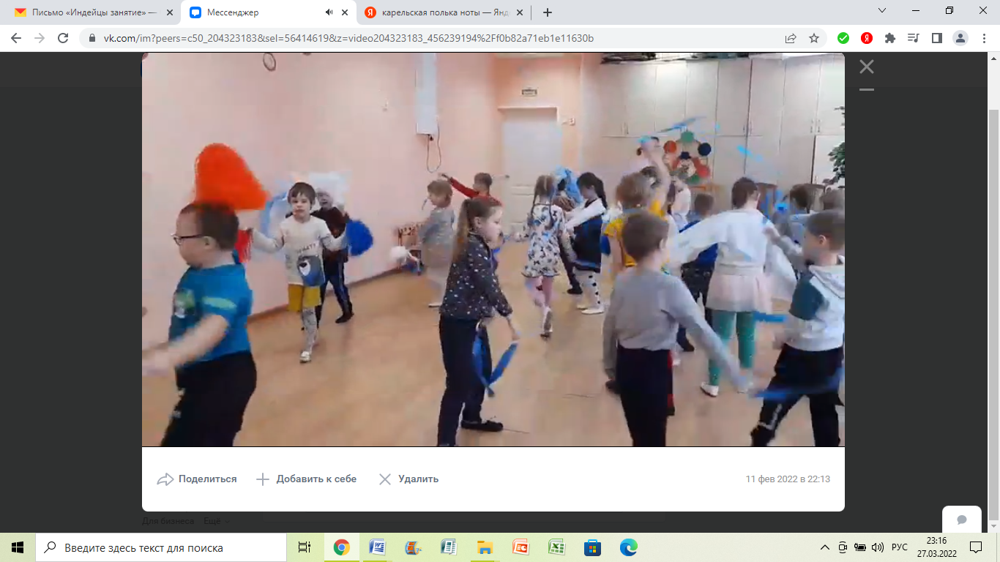 Письмо «Индейцы занятие» —
Мессенджер
карельская полька ноты — Янд
vk.com/im?peers=c50_204323183&sel=56414619&z=video204323183_456239194%2Ff0b82a71eb1e11630b
Поделиться
Добавить к себе
Удалить
11 фев 2022 в 22:13
Для бизнеса
Ещё
Введите здесь текст для поиска
РУС
23:16
27.03.2022